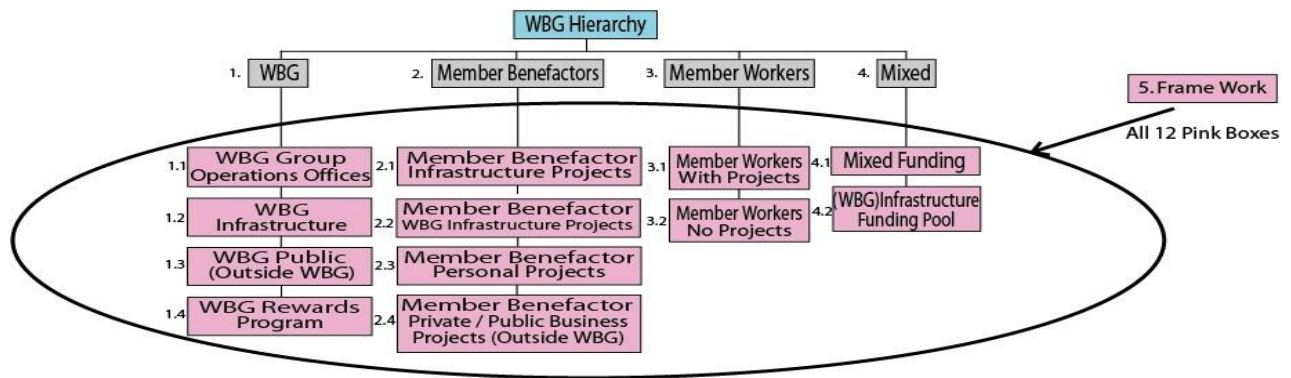 WBG Hierarchy
1. WBG
2. Member Benefactors
3. Member Workers
4. Mixed
5. Frame Work
All 12 Pink Boxes
1.1 WBG Group
Operations Offices
1.2 WBG
Infrastructure
1.3 WBG Public
(Outside WBG)
1.4 WBG Rewards
Program
2.1 Member Benefactor
Infrastructure Projects
2.2 Member Benefactor
WBG Infrastructure Projects
2.3 Member Benefactor
Personal Projects
2.4 Member Benefactor
Private / Public Business
Projects (Outside WBG)
3.1 Member Workers
With Projects
3.2 Member Workers
No Projects
4.1 Mixed Funding
4.2 (WBG)Infrastructure
Funding Pool